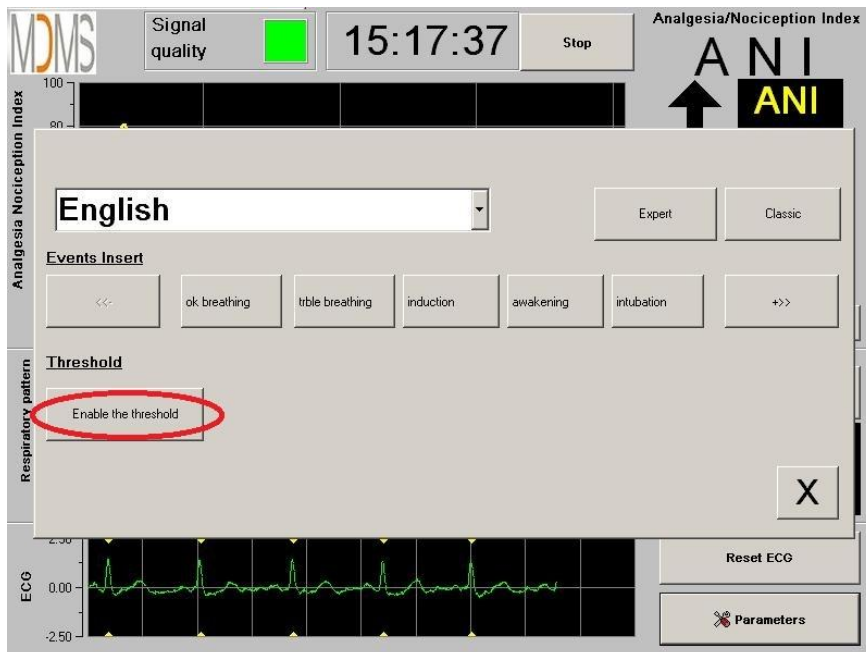 MDMS
Signal quality
15:17:37
Stop
Analgesia/Nociception Index
A N I
ANI
Analgesia Nociception Index
100
80
English
Expert
Classic
Events Insert
<<-
ok breathing
trble breathing
induction
awakening
intubation
+>>
Threshold
Enable the threshold
X
Respiratory pattern
ECG
2.50
0.00
-2.50
Reset ECG
Parameters